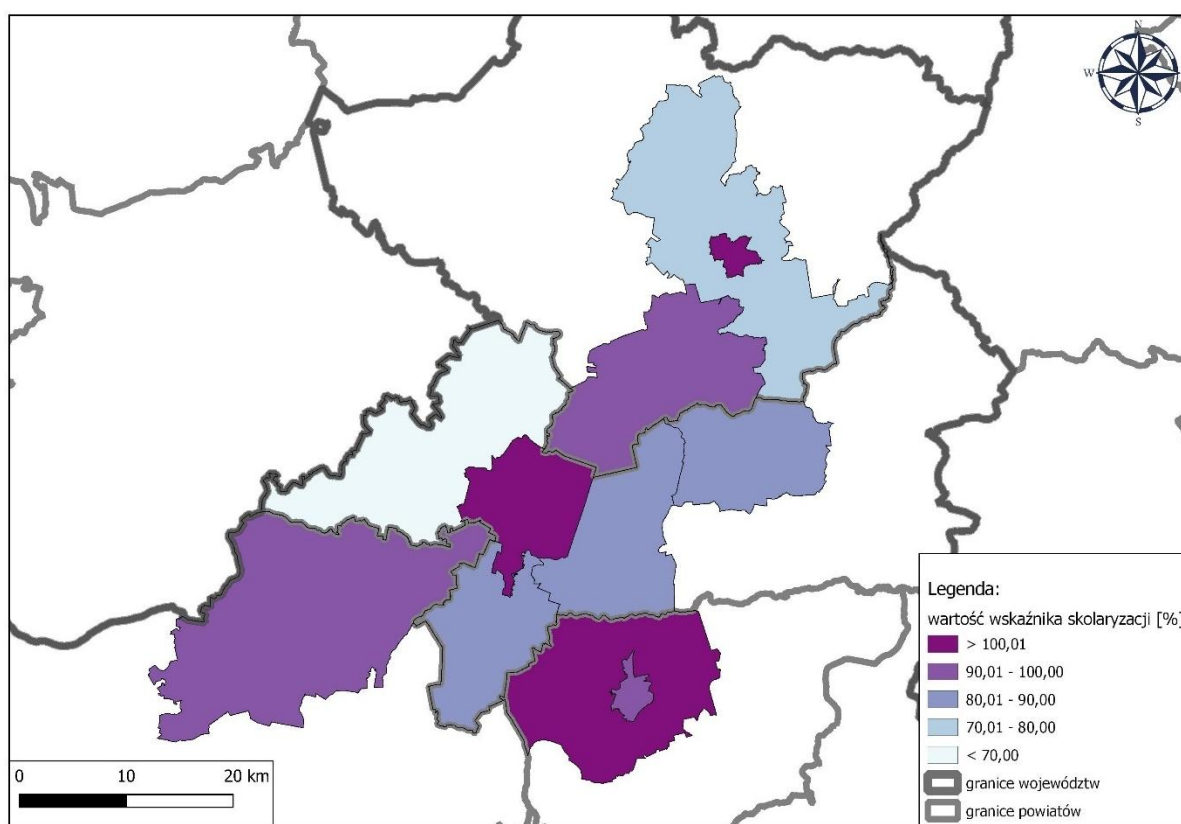 N
W
S
Legenda:
wartość wskaźnika skolaryzacji [%]
> 100,01
90,01 - 100,00
80,01 - 90,00
70,01 - 80,00
< 70,00
granice województw
granice powiatów
0 10 20 km